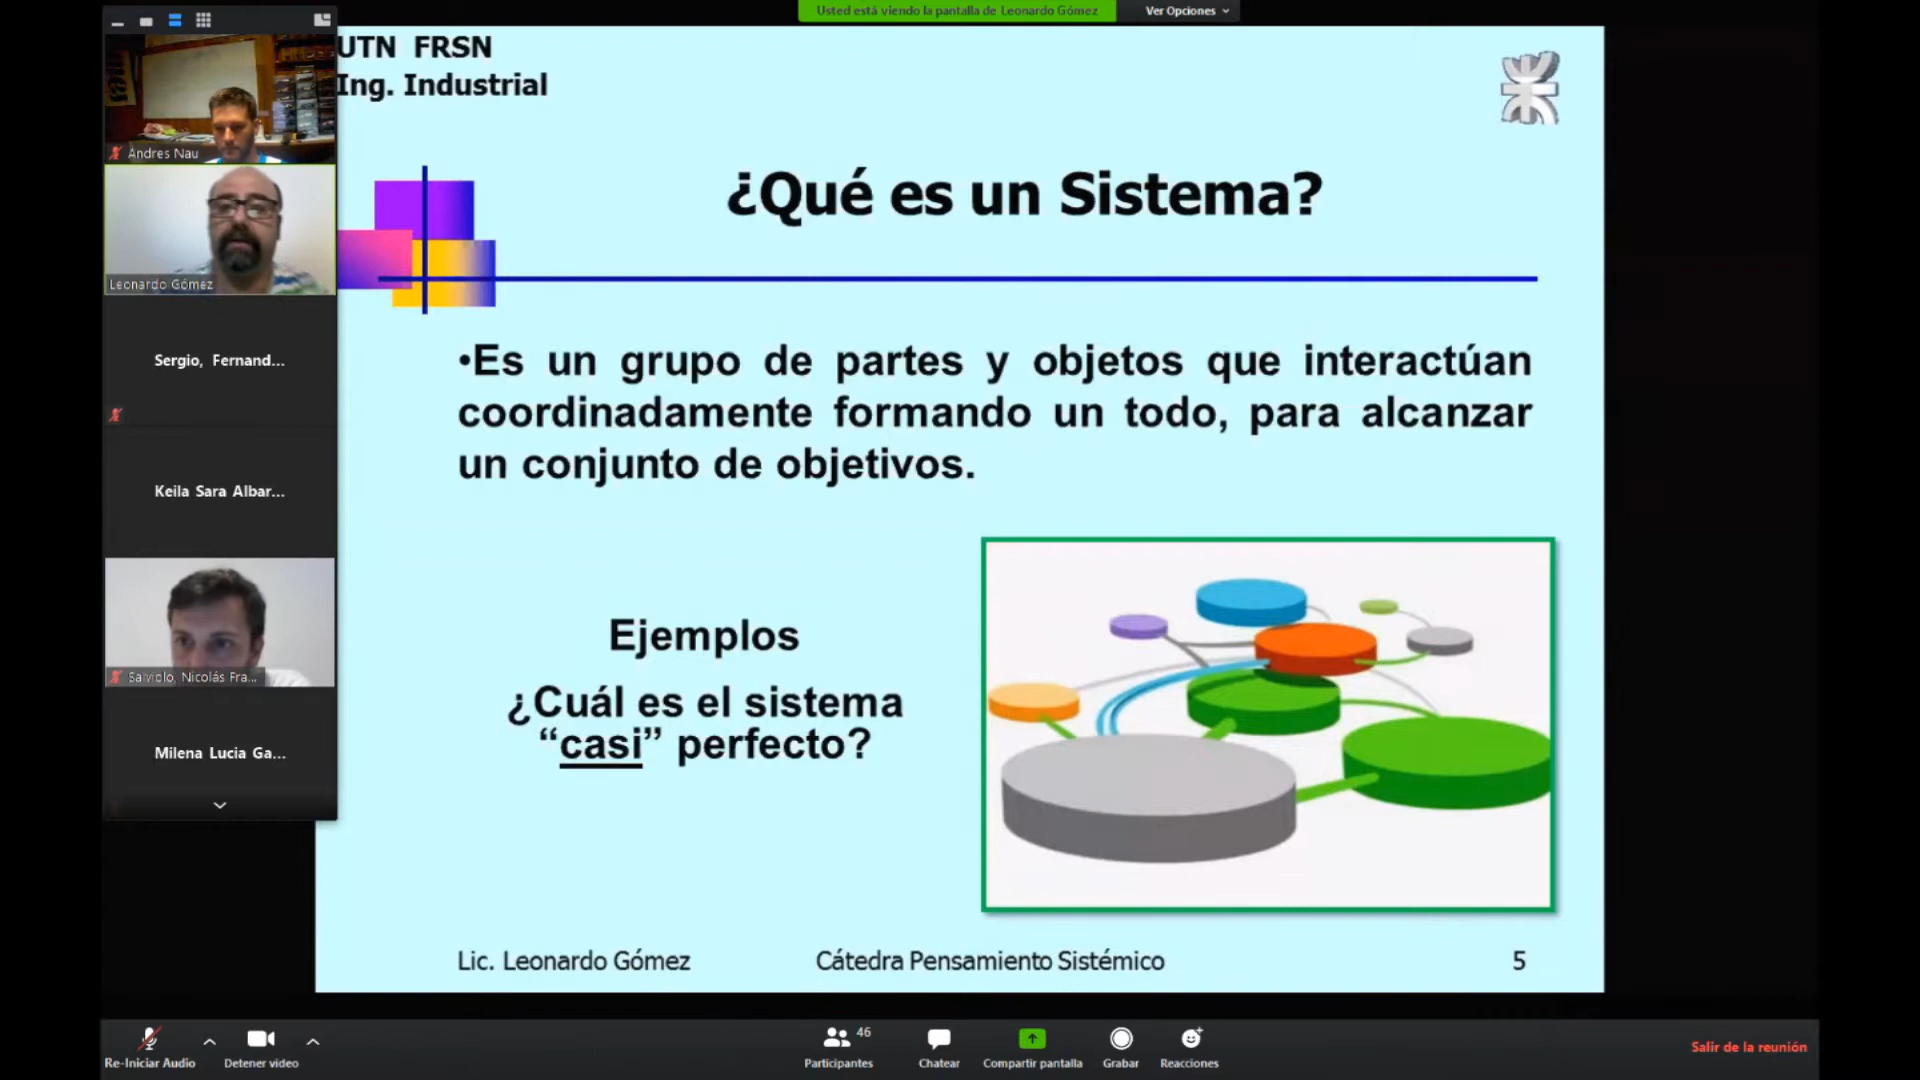 Usted está viendo la pantalla de Leonardo Gómez
Ver Opciones
UTN FRSN
Ing. Industrial
Andres Nau
Leonardo Gómez
Sergio, Fernand...
Keila Sara Albar...
Salviolo, Nicolás Fra...
Milena Lucia Ga...
¿Qué es un Sistema?
•Es un grupo de partes y objetos que interactúan
coordinadamente formando un todo, para alcanzar
un conjunto de objetivos.
Ejemplos
¿Cuál es el sistema
“casi” perfecto?
Lic. Leonardo Gómez
Cátedra Pensamiento Sistémico
5
Re-Iniciar Audio
Detener video
46
Participantes
Chatear
Compartir pantalla
Grabar
Reacciones
Salir de la reunión